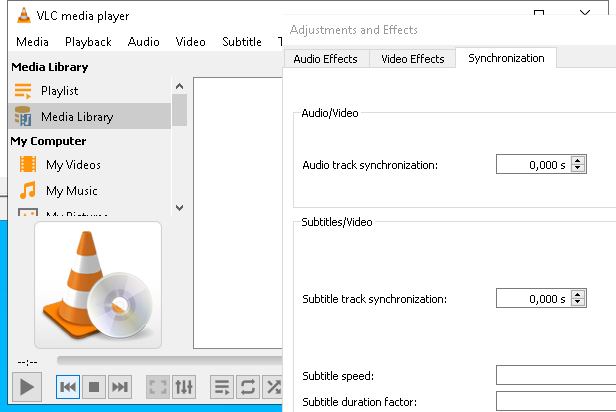 VLC media player
Media Playback Audio Video Subtitle
Adjustments and Effects
Audio Effects Video Effects Synchronization
Media Library
Playlist
Media Library
My Computer
My Videos
My Music
My Pictures
Audio/Video
Audio track synchronization: 0,000 s
Subtitles/Video
Subtitle track synchronization: 0,000 s
Subtitle speed:
Subtitle duration factor:
--:--